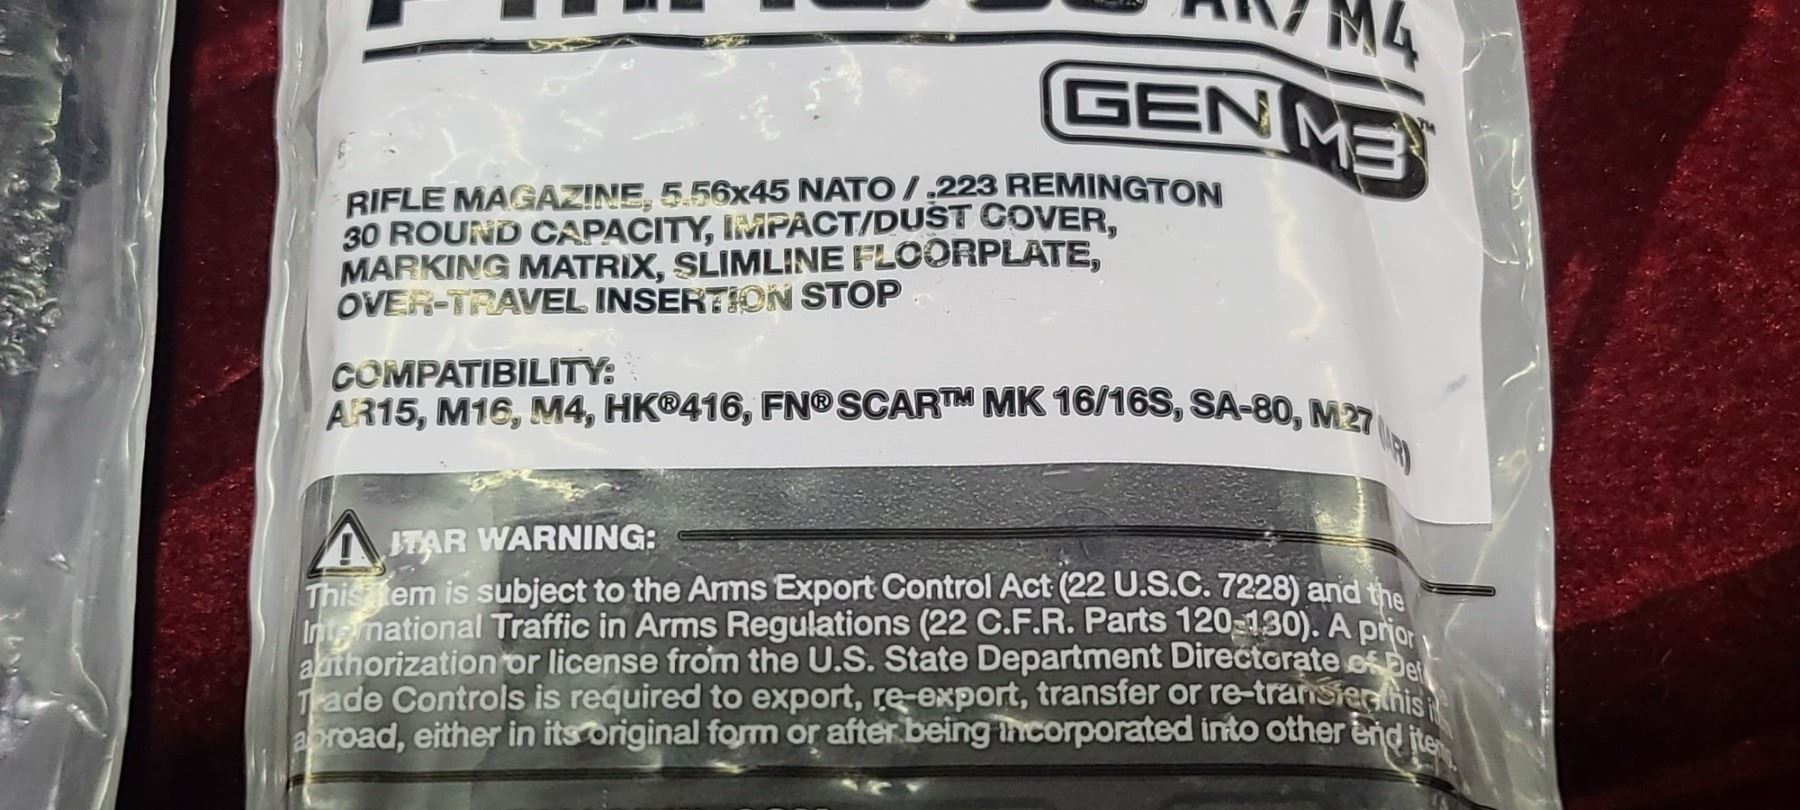 AR/M4
GEN M3™
RIFLE MAGAZINE, 5.56x45 NATO / .223 REMINGTON
30 ROUND CAPACITY, IMPACT/DUST COVER,
MARKING MATRIX, SLIMLINE FLOORPLATE,
OVER-TRAVEL INSERTION STOP
COMPATIBILITY:
AR15, M16, M4, HK®416, FN® SCAR™ MK 16/16S, SA-80, M27 (IAR)
ITAR WARNING:
This item is subject to the Arms Export Control Act (22 U.S.C. 7228) and the
International Traffic in Arms Regulations (22 C.F.R. Parts 120-130). A prior
authorization or license from the U.S. State Department Directorate of
Trade Controls is required to export, re-export, transfer or re-transfer this
abroad, either in its original form or after being incorporated into other end